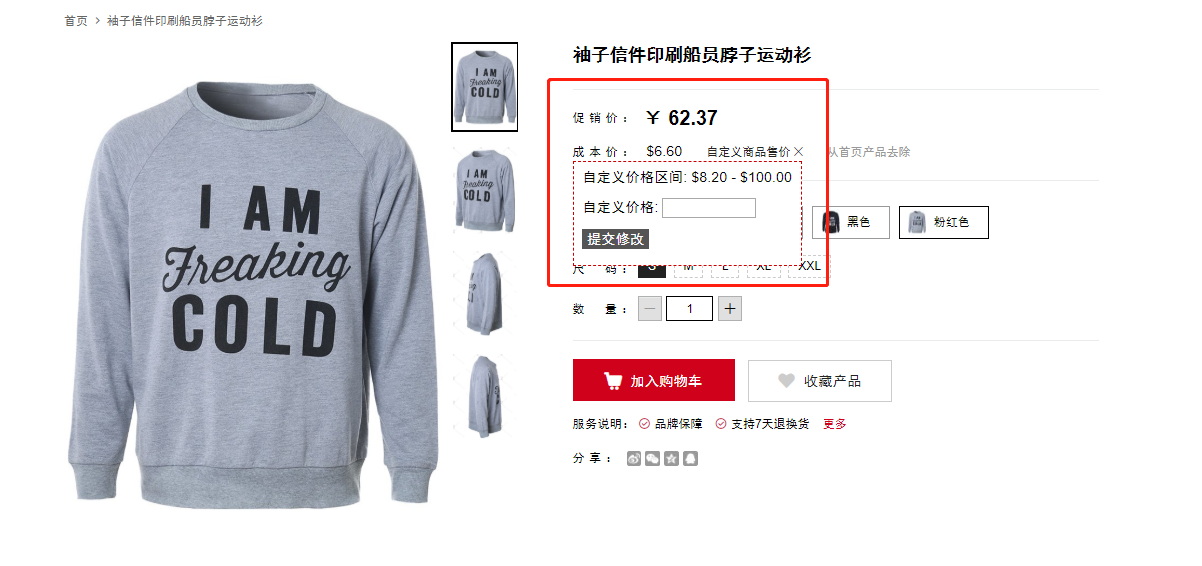 首页 > 袖子信件印刷船员脖子运动衫
I AM
Freaking
COLD
I AM
Freaking
COLD
I AM
Freaking
COLD
袖子信件印刷船员脖子运动衫
促 销 价 : ¥ 62.37
成 本 价 : $6.60 自定义商品售价× 从首页产品去除
自定义价格区间: $8.20 - $100.00
自定义价格:
提交修改
黑色 粉红色
尺 码 : S M L XL XXL
数 量 : — 1 +
加入购物车 收藏产品
服务说明: 品牌保障 支持7天退换货 更多
分 享 :